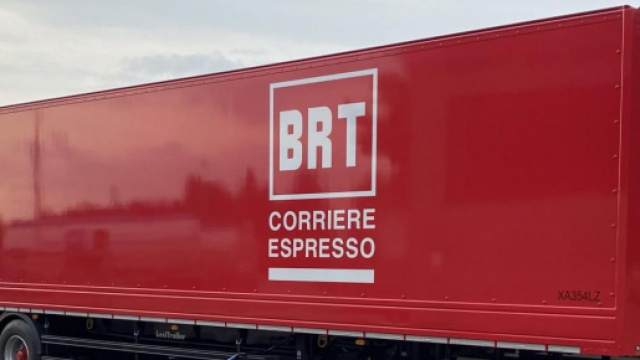 BRT
CORRIERE
ESPRESSO
XA354LZ